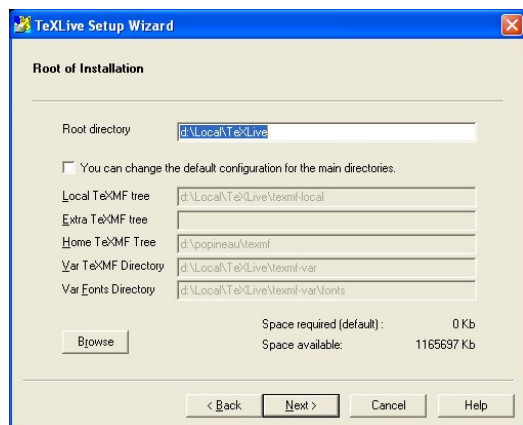 TeXLive Setup Wizard
Root of Installation
Root directory d:\Local\TeXLive
You can change the default configuration for the main directories.
Local TeXMF tree d:\Local\TeXLive\texmf-local
Extra TeXMF tree
Home TeXMF Tree d:\popineau\texmf
Var TeXMF Directory d:\Local\TeXLive\texmf-var
Var Fonts Directory d:\Local\TeXLive\texmf-var\fonts
Space required (default) : 0 Kb
Browse Space available: 1165697 Kb
< Back Next > Cancel Help